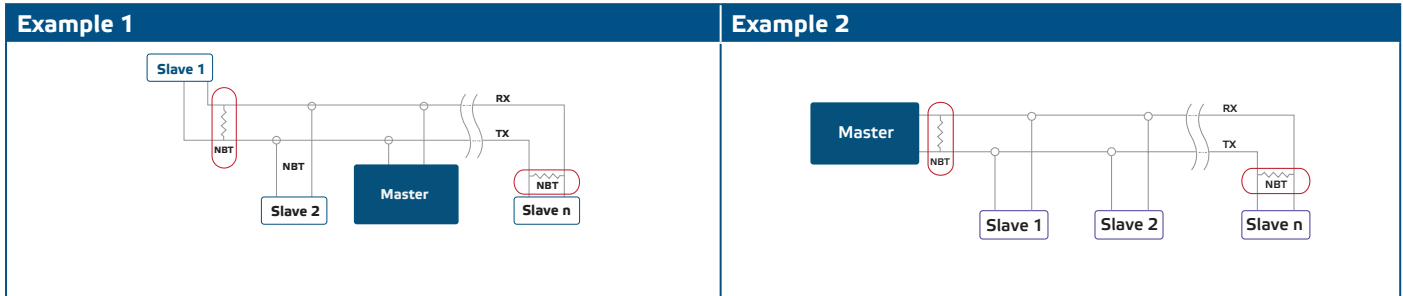 Example 1
Slave 1
RX
TX
NBT
NBT
Master
NBT
Slave 2
Slave n
Example 2
RX
Master
TX
NBT
NBT
Slave 1
Slave 2
Slave n